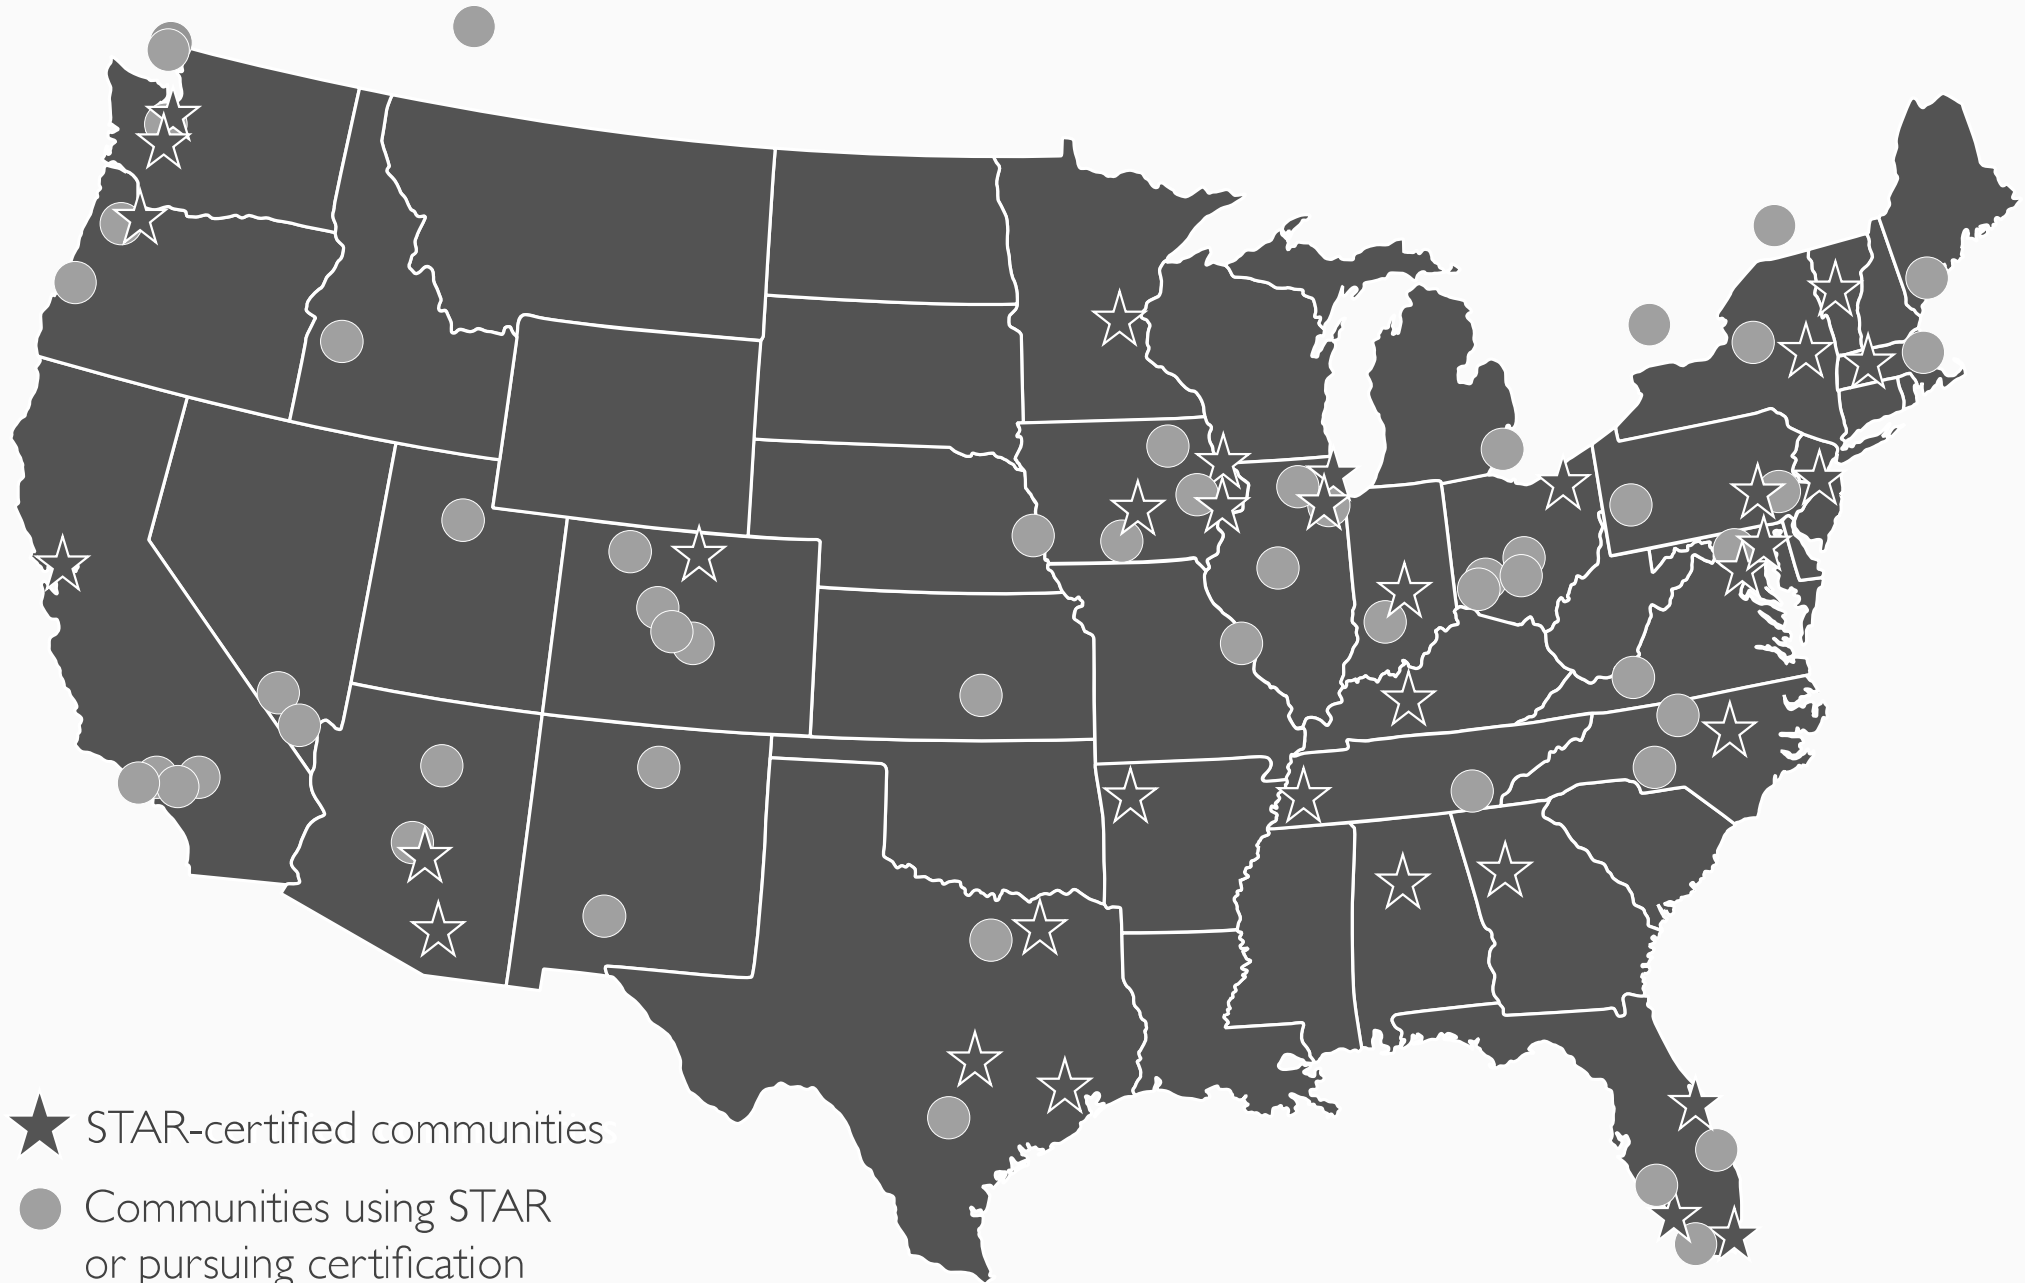 STAR-certified communities
Communities using STAR
or pursuing certification